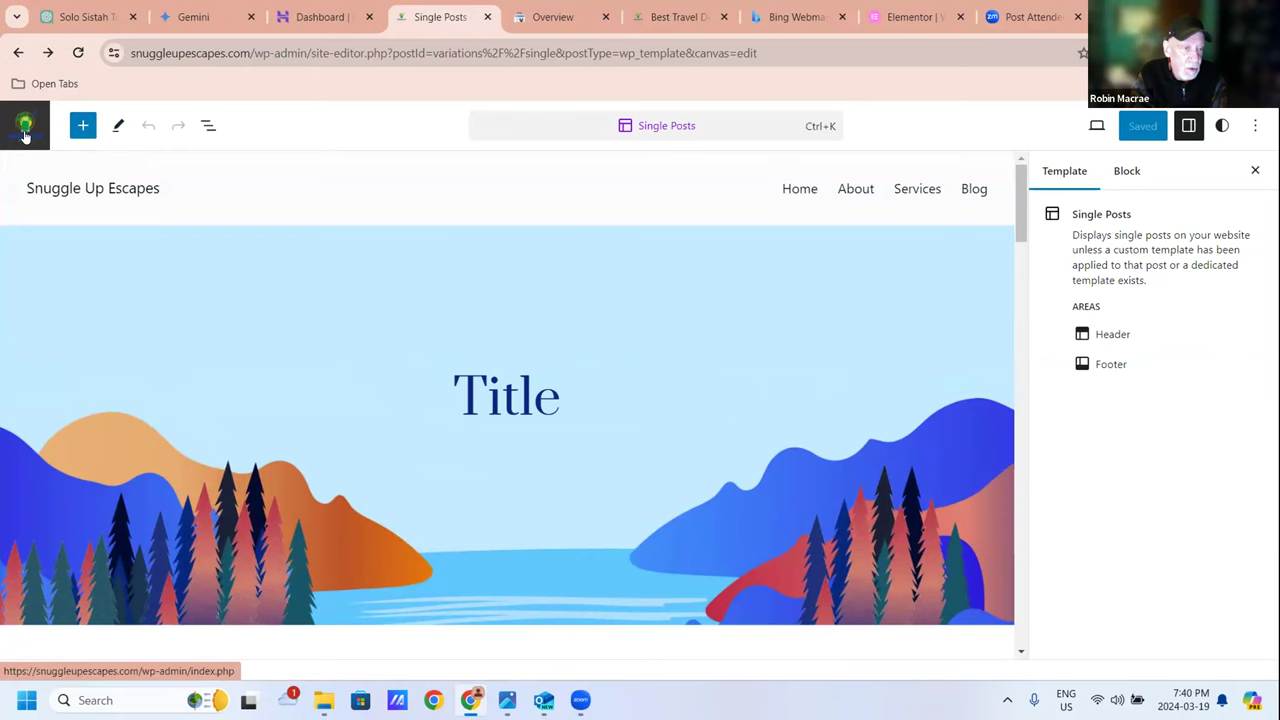 Solo Sistah T
Gemini
Dashboard |
Single Posts
Overview
Best Travel D
Bing Webma
Elementor | V
Post Attende
snuggleupescapes.com/wp-admin/site-editor.php?postId=variations%2F%2Fsingle&postType=wp_template&canvas=edit
Open Tabs
Robin Macrae
Single Posts
Ctrl+K
Saved
Snuggle Up Escapes
Home
About
Services
Blog
Title
Template
Block
Single Posts
Displays single posts on your website
unless a custom template has been
applied to that post or a dedicated
template exists.
AREAS
Header
Footer
https://snuggleupescapes.com/wp-admin/index.php
Search
1
ENG
US
7:40 PM
2024-03-19
PRE